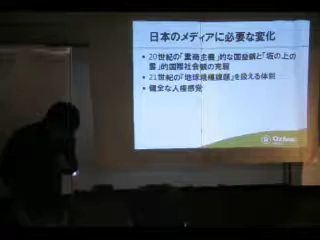 日本のメディアに必要な変化
• 20世紀の「重商主義」的な国益観と「坂の上の
雲」的国際社会観の克服
• 21世紀の「地球規模課題」を捉える体制
• 健全な人権感覚